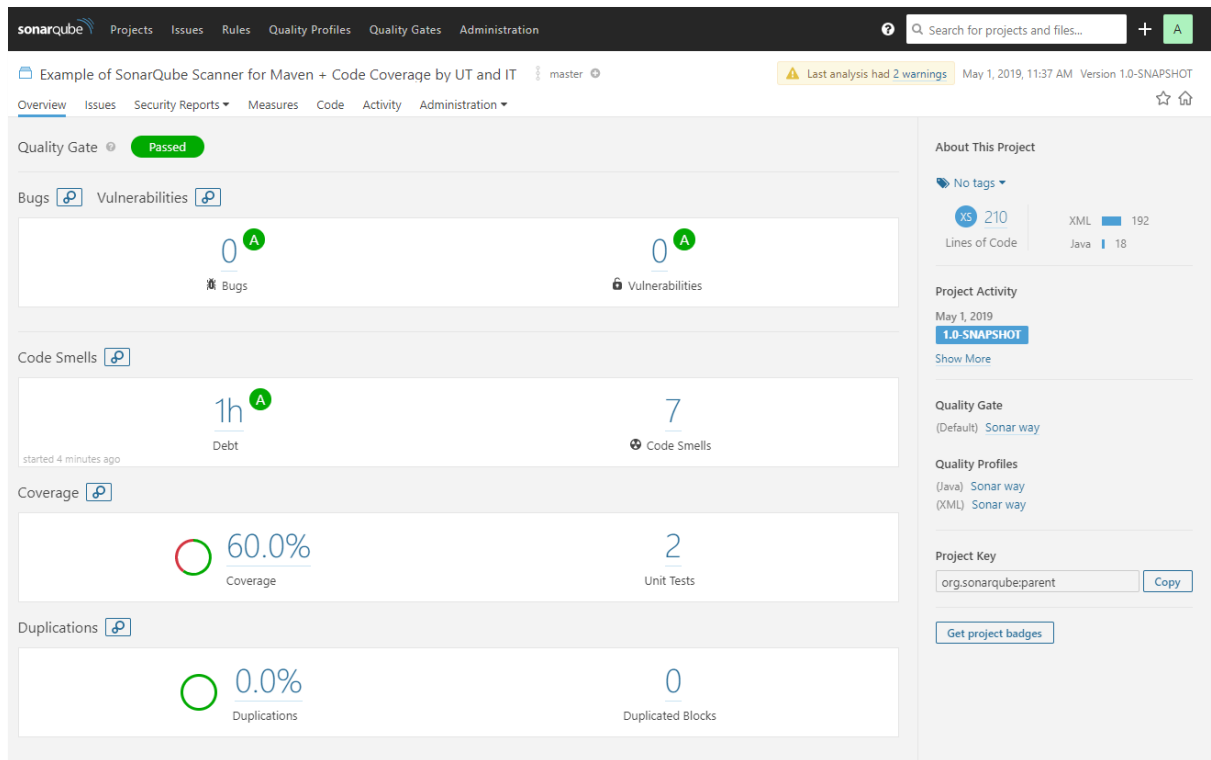 sonarqube Projects Issues Rules Quality Profiles Quality Gates Administration ? Search for projects and files... + A
Example of SonarQube Scanner for Maven + Code Coverage by UT and IT master Last analysis had 2 warnings May 1, 2019, 11:37 AM Version 1.0-SNAPSHOT
Overview Issues Security Reports Measures Code Activity Administration
Quality Gate ? Passed
Bugs Vulnerabilities
0 A
Bugs
0 A
Vulnerabilities
Code Smells
1h A
Debt
7
Code Smells
started 4 minutes ago
Coverage
60.0%
Coverage
2
Unit Tests
Duplications
0.0%
Duplications
0
Duplicated Blocks
About This Project
No tags
XS 210
Lines of Code
XML 192
Java 18
Project Activity
May 1, 2019
1.0-SNAPSHOT
Show More
Quality Gate
(Default) Sonar way
Quality Profiles
(Java) Sonar way
(XML) Sonar way
Project Key
org.sonarqube:parent Copy
Get project badges